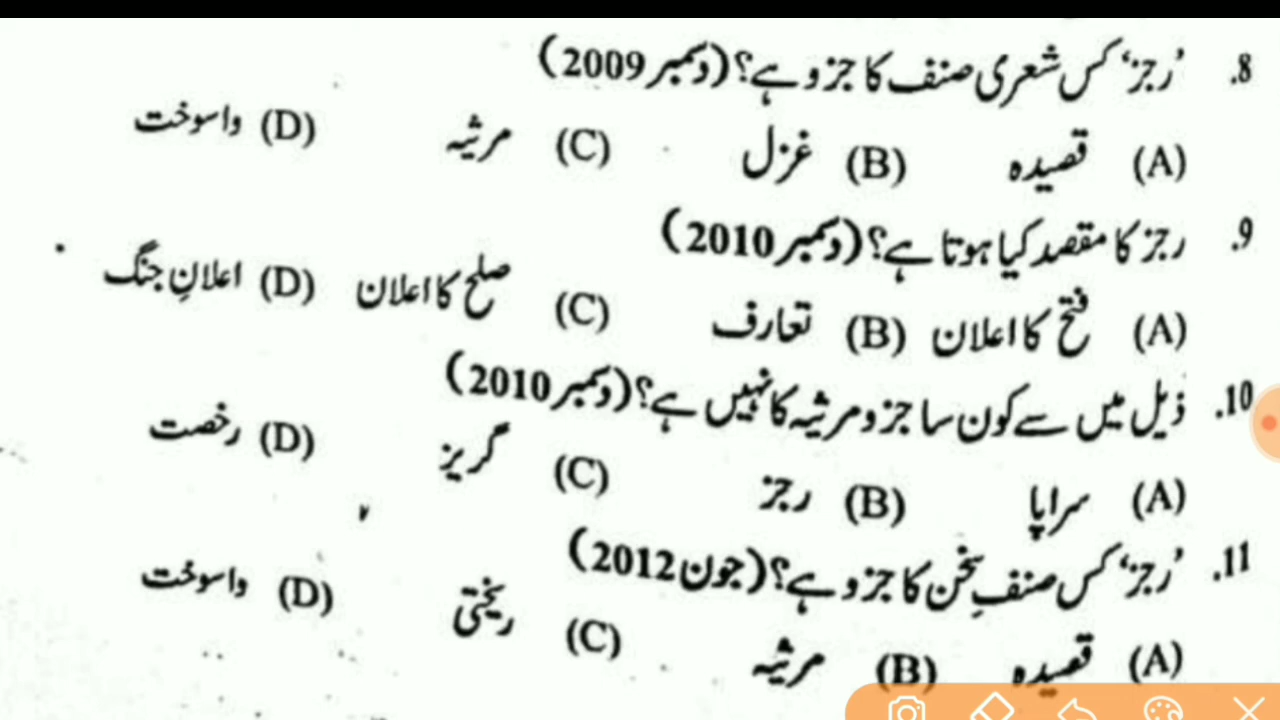 8. ’رجز‘ کس شعری صنف کا جزو ہے؟ (دسمبر 2009)
(A) قصیدہ (B) غزل (C) مرثیہ (D) واسوخت
9. رجز کا مقصد کیا ہوتا ہے؟ (دسمبر 2010)
(A) فتح کا اعلان (B) تعارف (C) صلح کا اعلان (D) اعلانِ جنگ
10. ذیل میں سے کون سا جزو مرثیہ کا نہیں ہے؟ (دسمبر 2010)
(A) سراپا (B) رجز (C) گریز (D) رخصت
11. ’رجز‘ کس صنفِ سخن کا جزو ہے؟ (جون 2012)
(A) قصیدہ (B) مرثیہ (C) ریختی (D) واسوخت